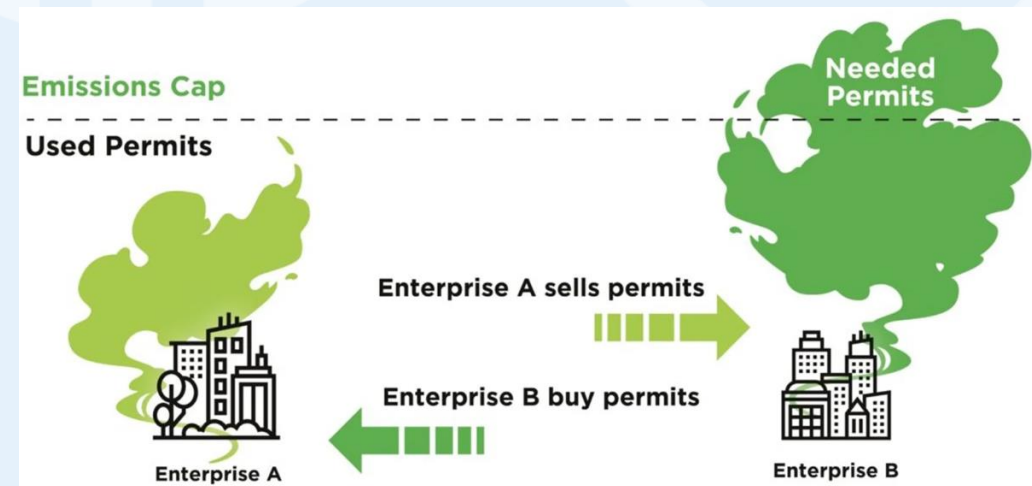 Emissions Cap
Needed
Permits
Used Permits
Enterprise A sells permits
Enterprise B buy permits
Enterprise A
Enterprise B